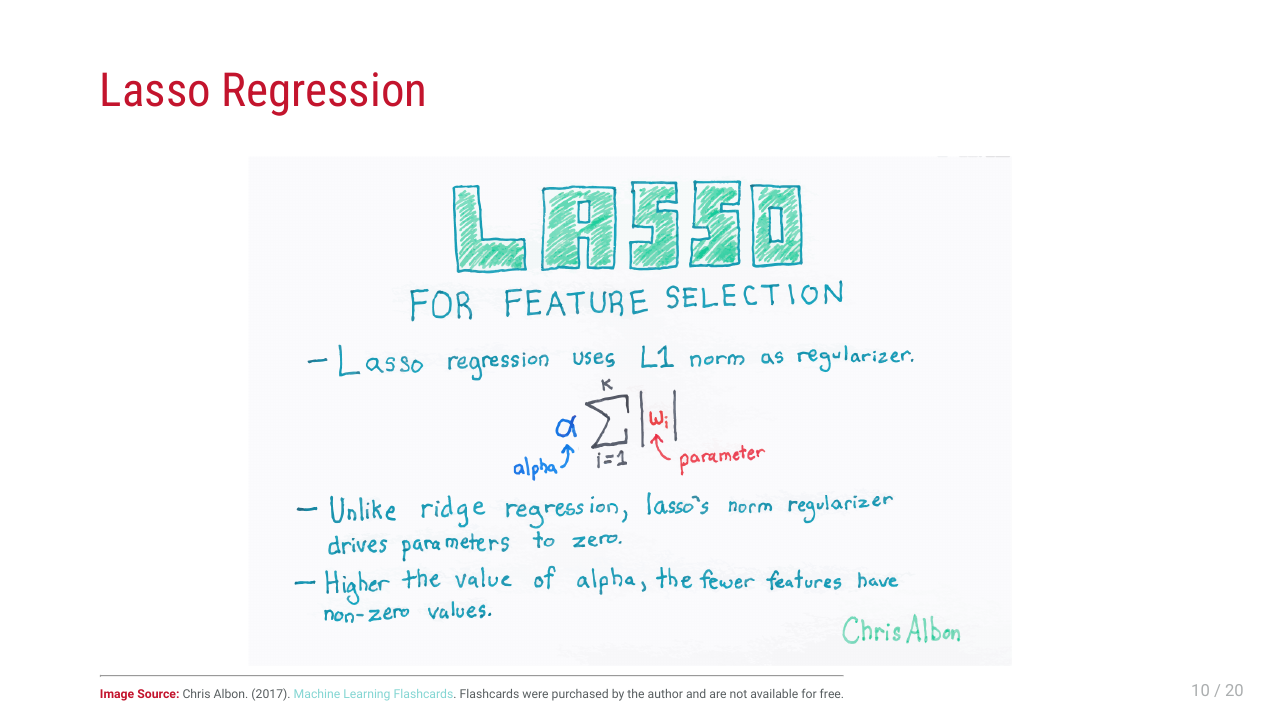 Lasso Regression
LASSO
FOR FEATURE SELECTION
- Lasso regression uses L1 norm as regularizer.
K
α ∑ |wi|
i=1
alpha
parameter
- Unlike ridge regression, lasso's norm regularizer
drives parameters to zero.
- Higher the value of alpha, the fewer features have
non-zero values.
Chris Albon
Image Source: Chris Albon. (2017). Machine Learning Flashcards. Flashcards were purchased by the author and are not available for free.
10 / 20